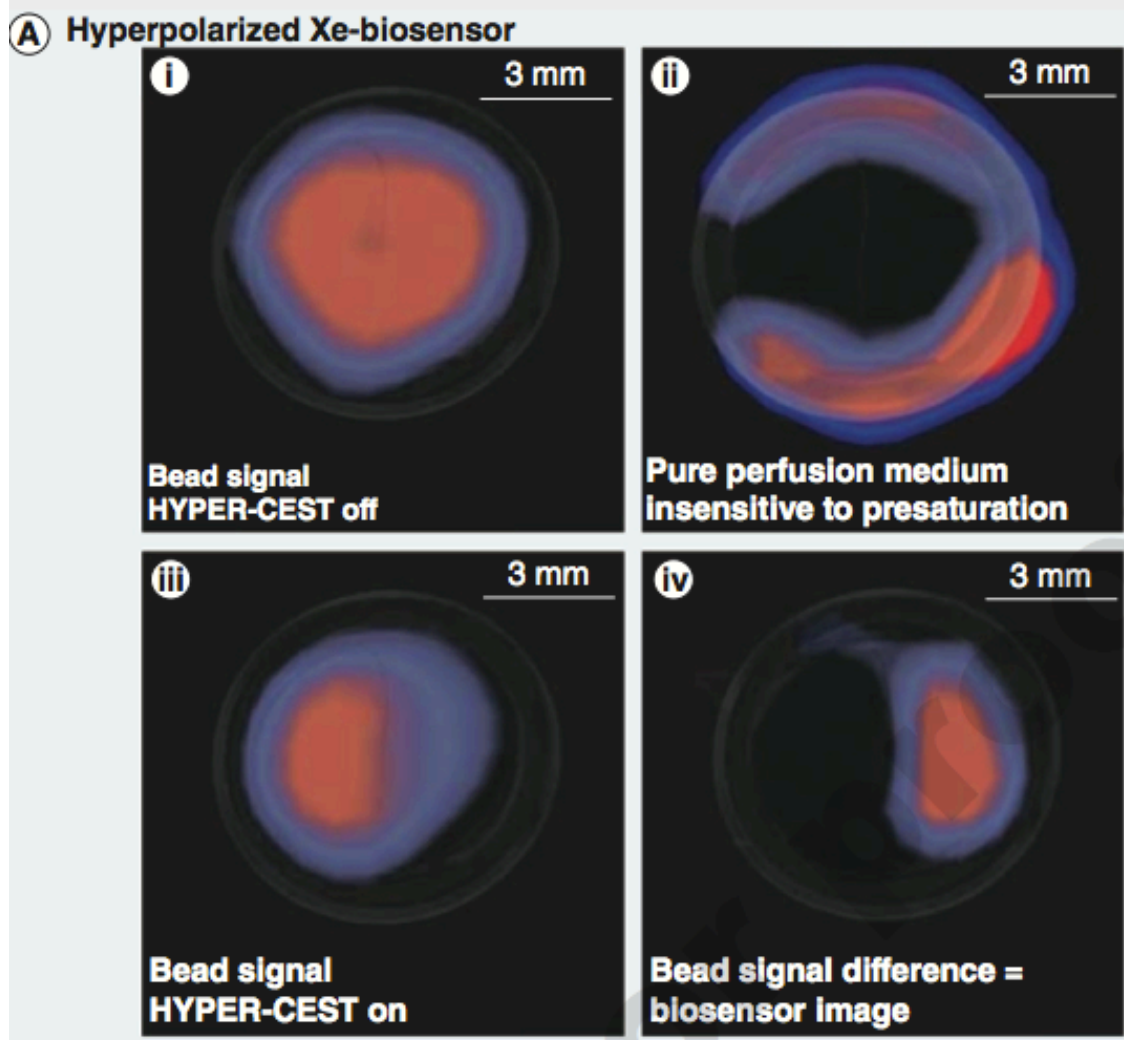 A Hyperpolarized Xe-biosensor
i 3 mm
Bead signal
HYPER-CEST off
ii 3 mm
Pure perfusion medium
insensitive to presaturation
iii 3 mm
Bead signal
HYPER-CEST on
iv 3 mm
Bead signal difference =
biosensor image